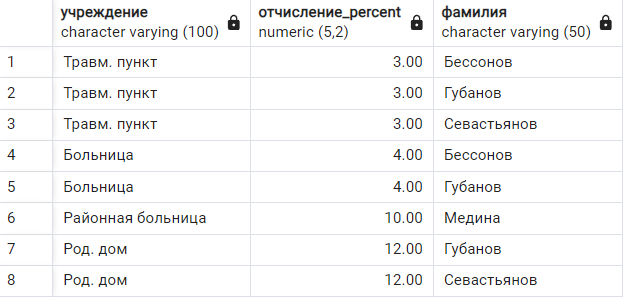 учреждение отчисление_percent фамилия
character varying (100) numeric (5,2) character varying (50)
1 Травм. пункт 3.00 Бессонов
2 Травм. пункт 3.00 Губанов
3 Травм. пункт 3.00 Севастьянов
4 Больница 4.00 Бессонов
5 Больница 4.00 Губанов
6 Районная больница 10.00 Медина
7 Род. дом 12.00 Губанов
8 Род. дом 12.00 Севастьянов